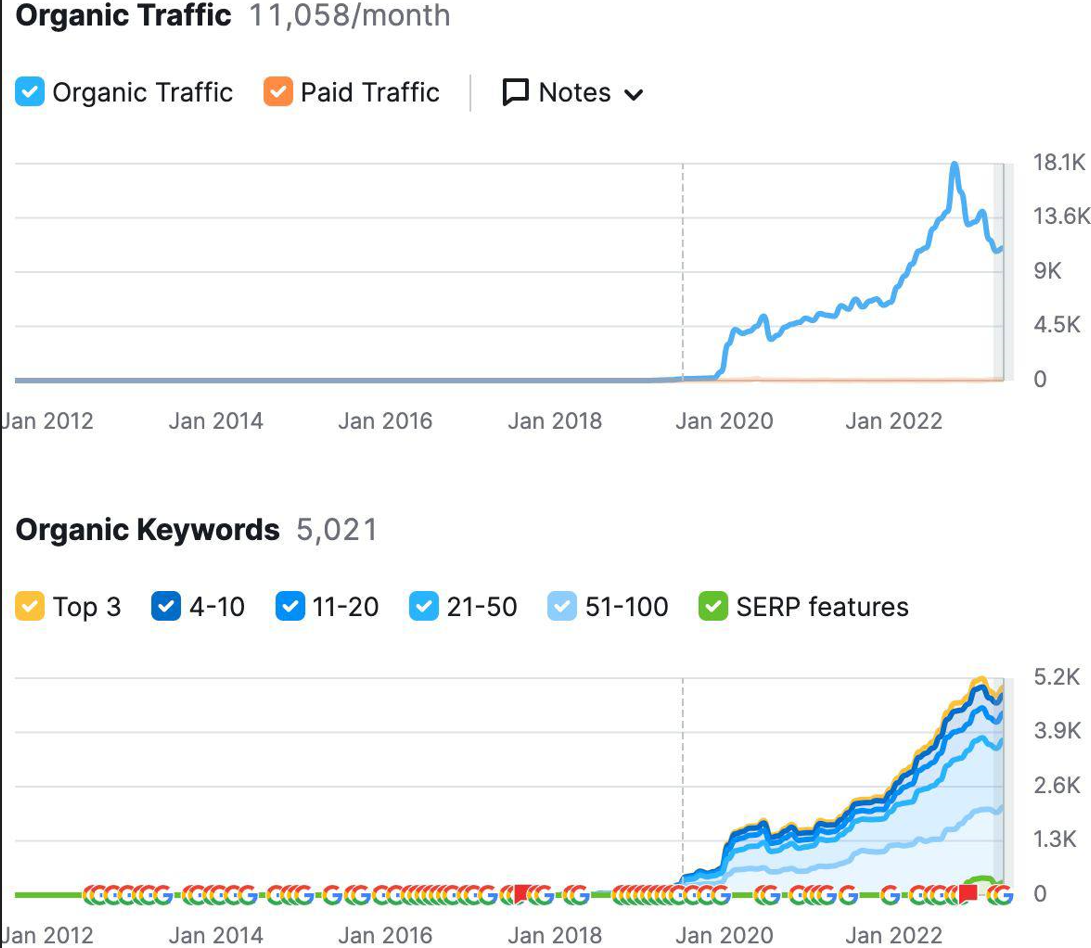 Organic Traffic 11,058/month
Organic Traffic Paid Traffic Notes
18.1K
13.6K
9K
4.5K
0
Jan 2012 Jan 2014 Jan 2016 Jan 2018 Jan 2020 Jan 2022
Organic Keywords 5,021
Top 3 4-10 11-20 21-50 51-100 SERP features
5.2K
3.9K
2.6K
1.3K
0
Jan 2012 Jan 2014 Jan 2016 Jan 2018 Jan 2020 Jan 2022